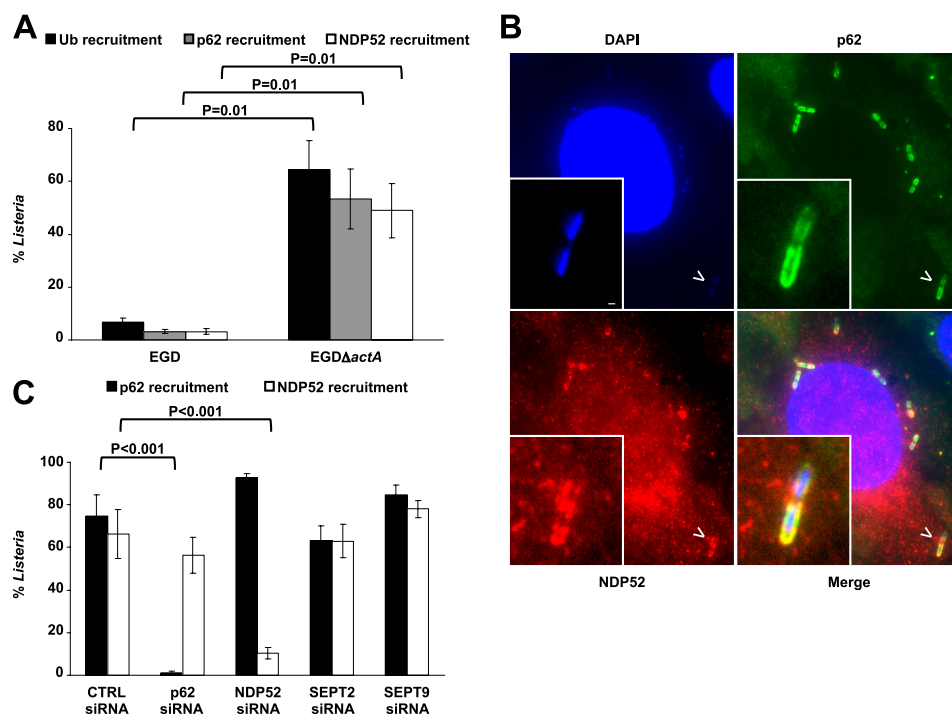 A
Ub recruitment p62 recruitment NDP52 recruitment
P=0.01
P=0.01
P=0.01
80
60
40
20
0
% Listeria
EGD EGDΔactA
B
DAPI p62
>
>
>
>
NDP52 Merge
C
p62 recruitment NDP52 recruitment
P<0.001
P<0.001
100
80
60
40
20
0
% Listeria
CTRL siRNA
p62 siRNA
NDP52 siRNA
SEPT2 siRNA
SEPT9 siRNA